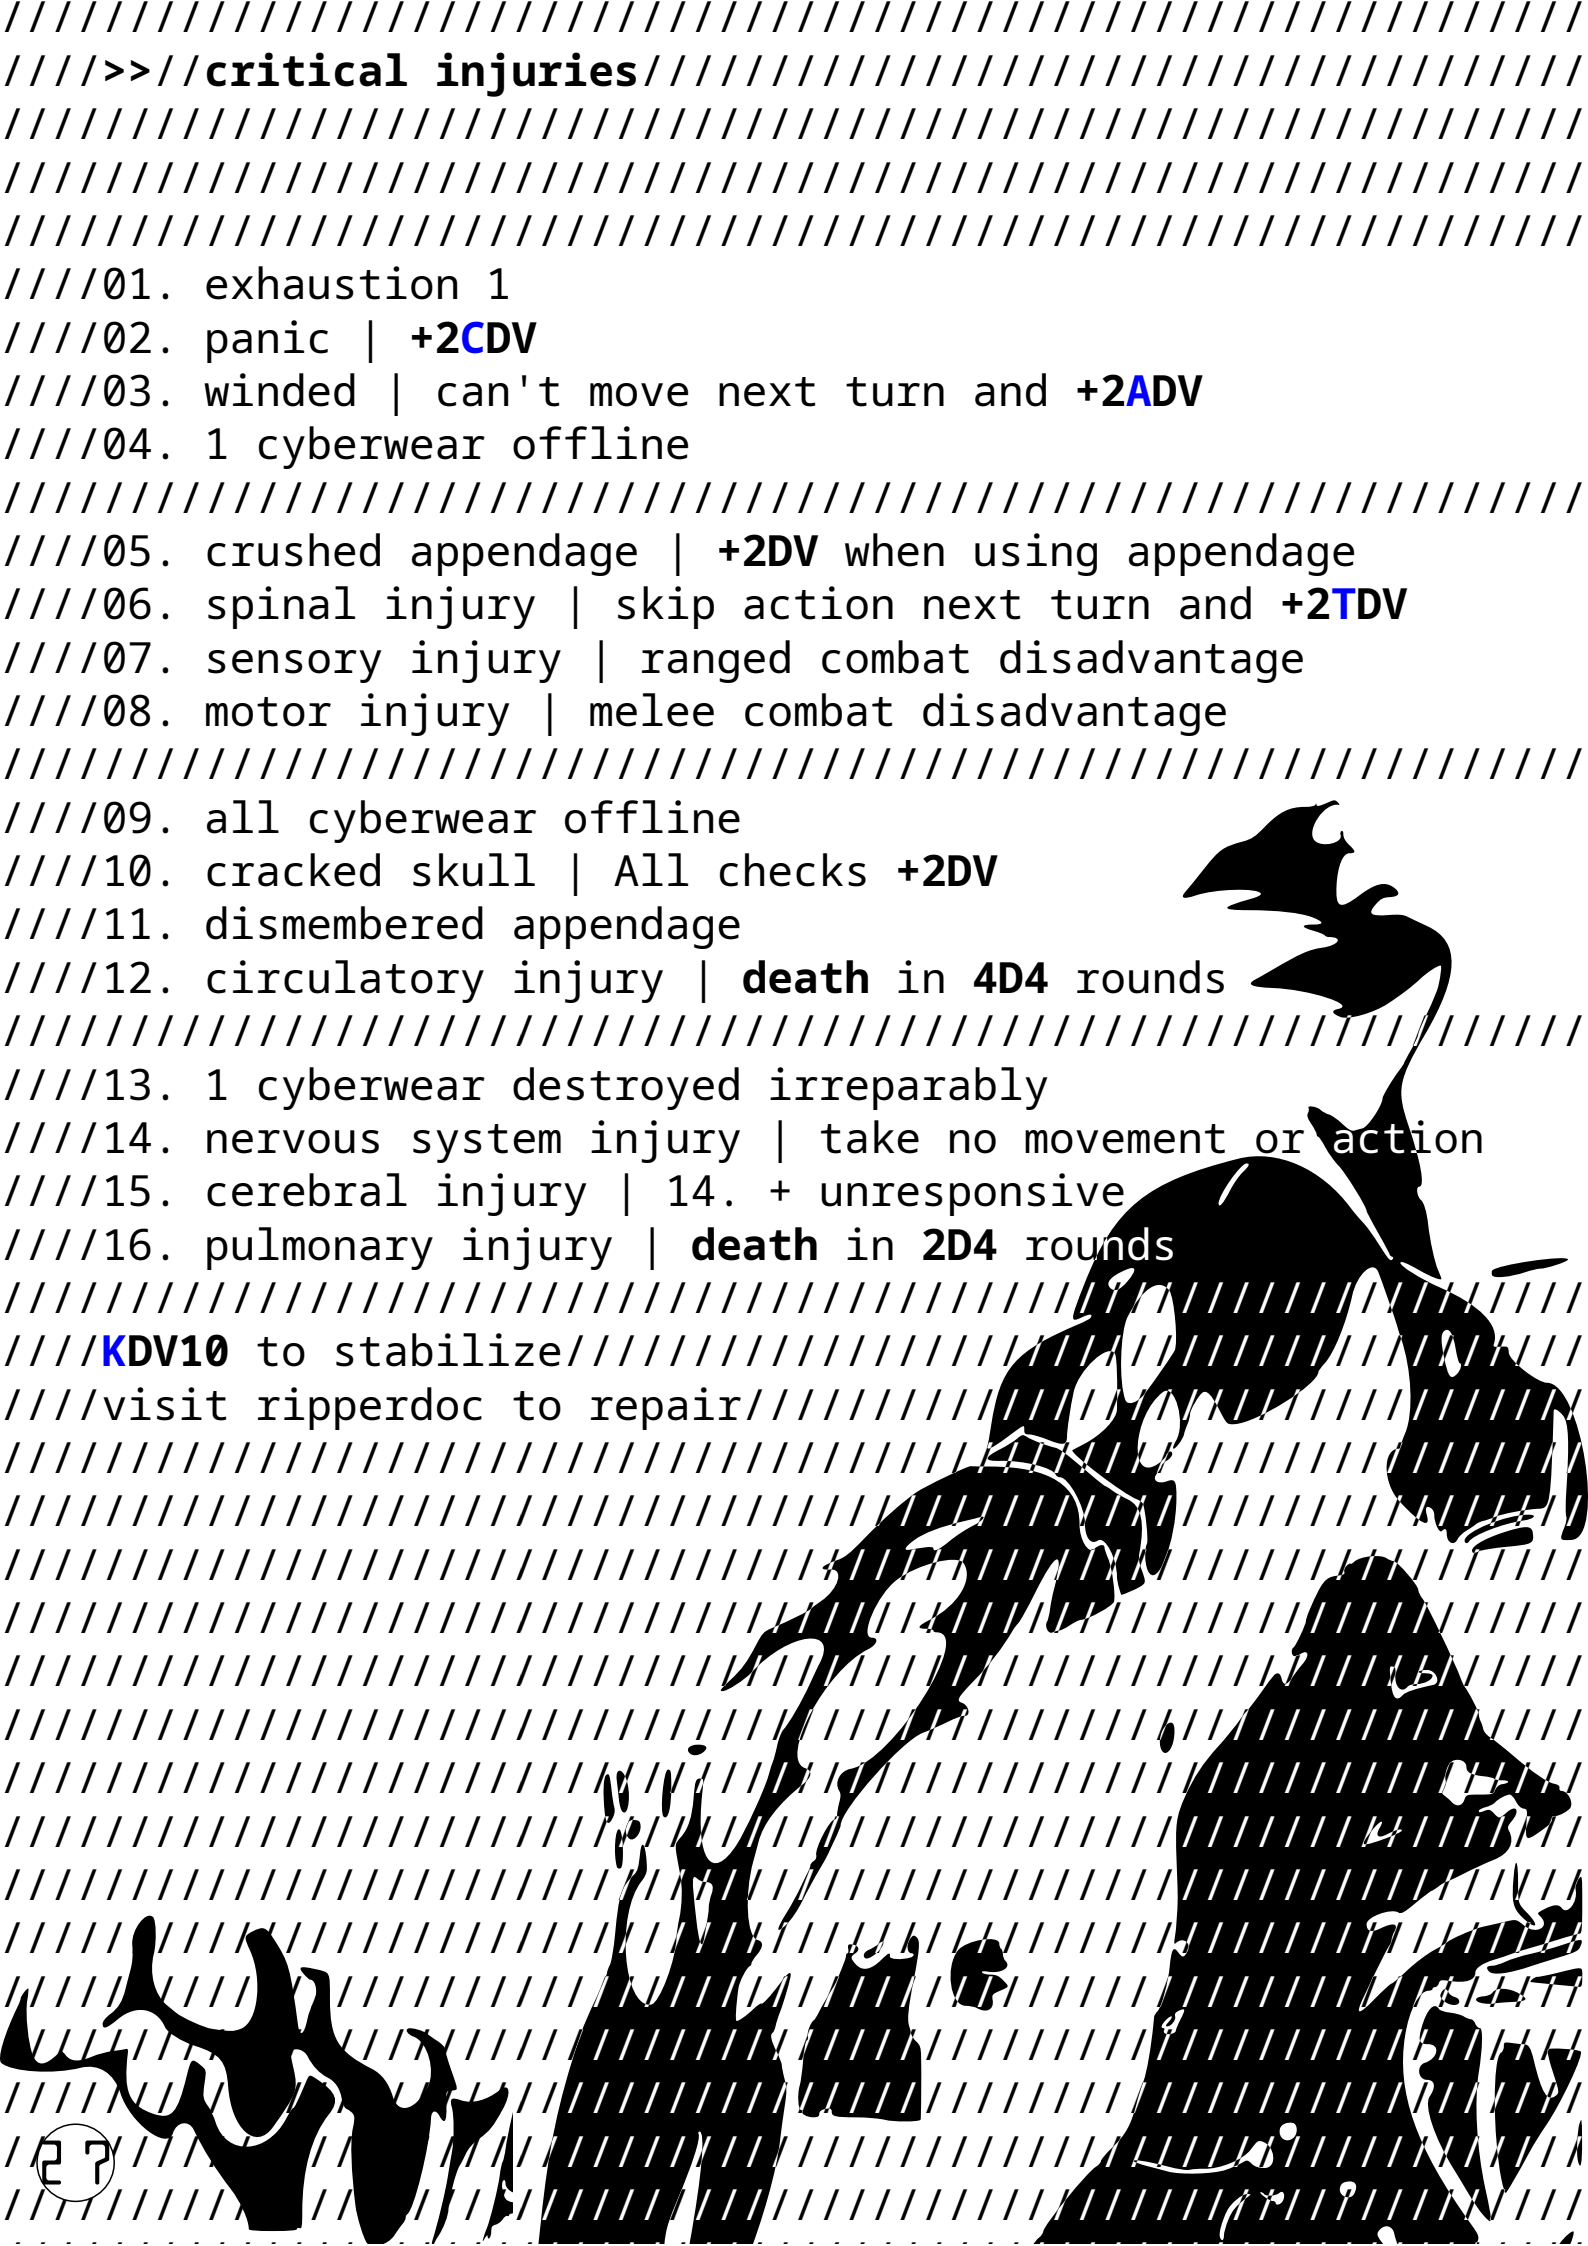 //////////////////////////////////////////////////////////////
////>>//critical injuries/////////////////////////////////////
//////////////////////////////////////////////////////////////
//////////////////////////////////////////////////////////////
//////////////////////////////////////////////////////////////
////01. exhaustion 1
////02. panic | +2CDV
////03. winded | can't move next turn and +2ADV
////04. 1 cyberwear offline
//////////////////////////////////////////////////////////////
////05. crushed appendage | +2DV when using appendage
////06. spinal injury | skip action next turn and +2TDV
////07. sensory injury | ranged combat disadvantage
////08. motor injury | melee combat disadvantage
//////////////////////////////////////////////////////////////
////09. all cyberwear offline
////10. cracked skull | All checks +2DV
////11. dismembered appendage
////12. circulatory injury | death in 4D4 rounds
//////////////////////////////////////////////////////////////
////13. 1 cyberwear destroyed irreparably
////14. nervous system injury | take no movement or action
////15. cerebral injury | 14. + unresponsive
////16. pulmonary injury | death in 2D4 rounds
//////////////////////////////////////////////////////////////
////KDV10 to stabilize////////////////////////////////////////
////visit ripperdoc to repair/////////////////////////////////
//////////////////////////////////////////////////////////////
//////////////////////////////////////////////////////////////
//////////////////////////////////////////////////////////////
//////////////////////////////////////////////////////////////
//////////////////////////////////////////////////////////////
//////////////////////////////////////////////////////////////
//////////////////////////////////////////////////////////////
//////////////////////////////////////////////////////////////
//////////////////////////////////////////////////////////////
//////////////////////////////////////////////////////////////
//////////////////////////////////////////////////////////////
//////////////////////////////////////////////////////////////
//////////////////////////////////////////////////////////////
//////////////////////////////////////////////////////////////
27
//////////////////////////////////////////////////////////////